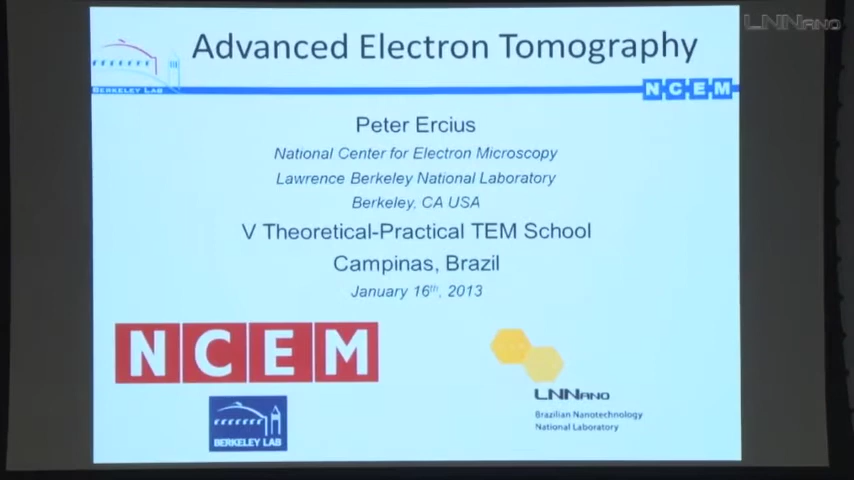 LNNano
Advanced Electron Tomography
BERKELEY LAB
NCEM
Peter Ercius
National Center for Electron Microscopy
Lawrence Berkeley National Laboratory
Berkeley, CA USA
V Theoretical-Practical TEM School
Campinas, Brazil
January 16th, 2013
NCEM
BERKELEY LAB
LNNano
Brazilian Nanotechnology
National Laboratory